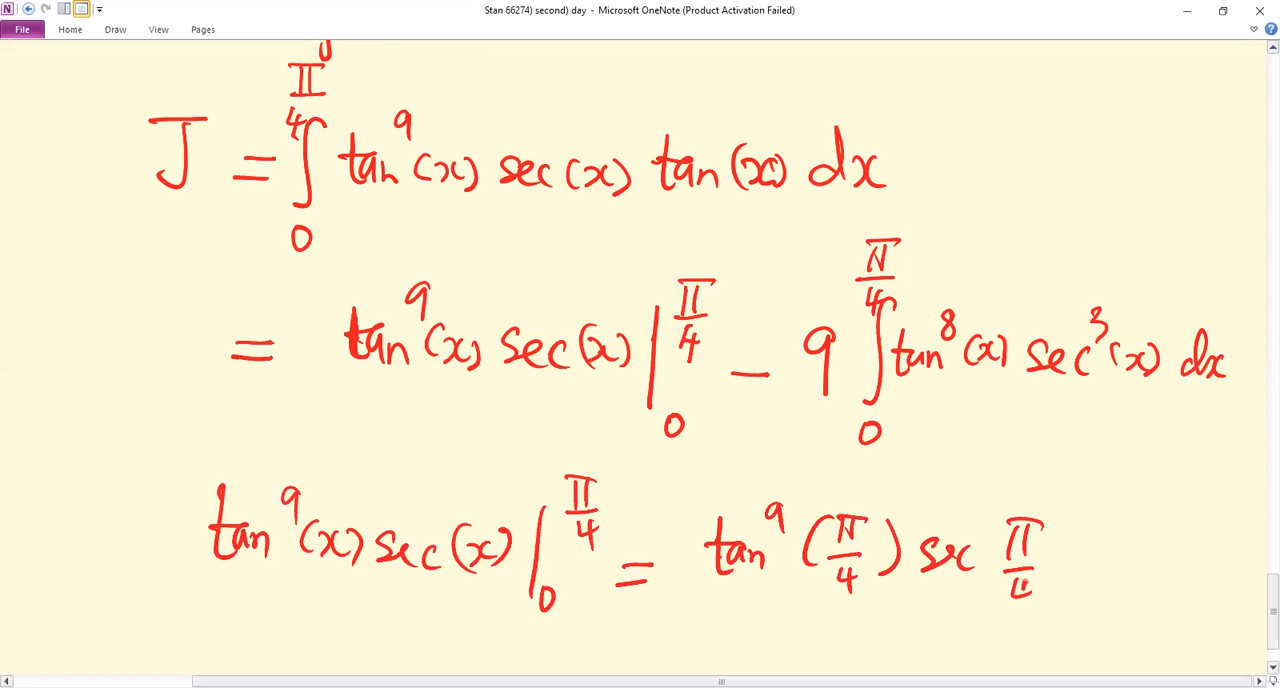 Stan 66274) second) day - Microsoft OneNote (Product Activation Failed)
File Home Draw View Pages
J = ∫₀^(π/4) tan⁹(x) sec(x) tan(x) dx
= tan⁹(x) sec(x) |₀^(π/4) - 9 ∫₀^(π/4) tan⁸(x) sec³(x) dx
tan⁹(x) sec(x) |₀^(π/4) = tan⁹(π/4) sec π/4